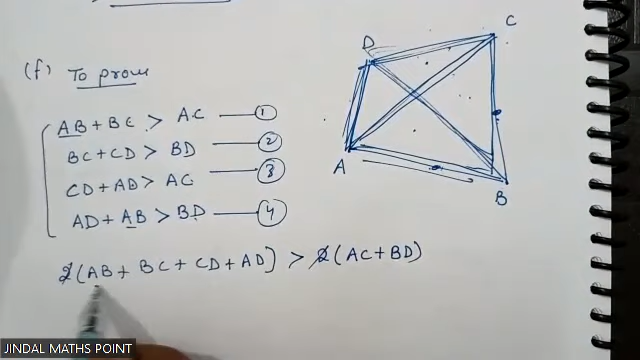 (f) To prove
AB + BC > AC — ①
BC + CD > BD — ②
CD + AD > AC — ③
AD + AB > BD — ④
2(AB + BC + CD + AD) > 2(AC + BD)
D
C
A
B
JINDAL MATHS POINT